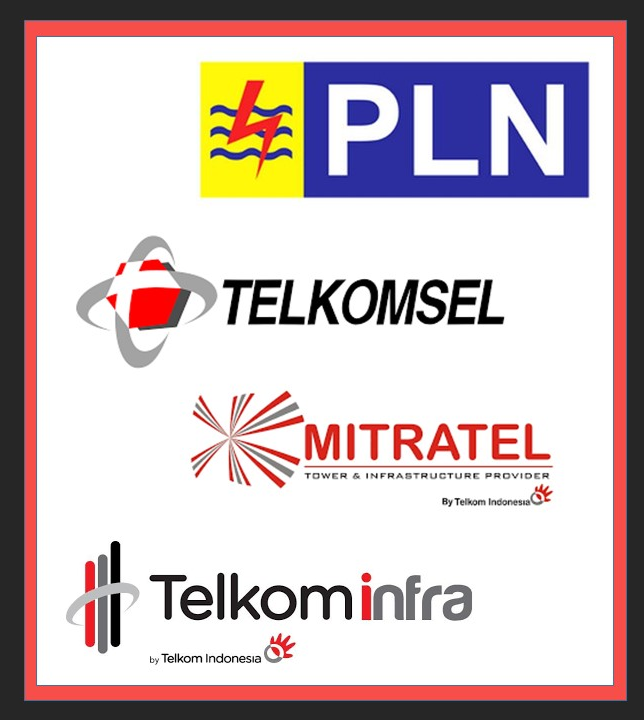 PLN
TELKOMSEL
MITRATEL
TOWER & INFRASTRUCTURE PROVIDER
By Telkom Indonesia
Telkominfra
by Telkom Indonesia